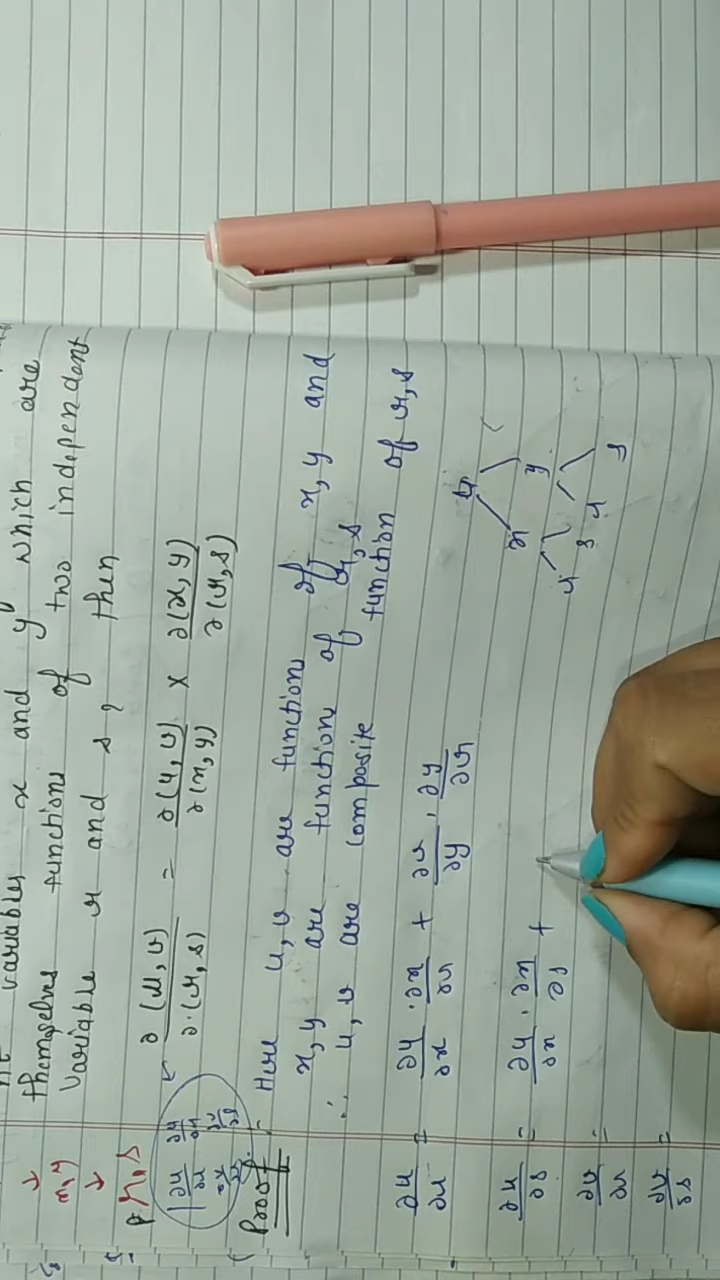 variables x and y which are
themselves functions of two independent
variable r and s, then
∂(u,v)/∂(r,s) = ∂(u,v)/∂(x,y) × ∂(x,y)/∂(r,s)
Proof :- Here u,v are function of x,y and
x,y are function of r,s
∴ u,v are composite function of r,s
∂u/∂r = ∂u/∂x · ∂x/∂r + ∂u/∂y · ∂y/∂r
∂u/∂s = ∂u/∂x · ∂x/∂s +
∂v/∂r =
∂v/∂s =
u
x y
r s r s